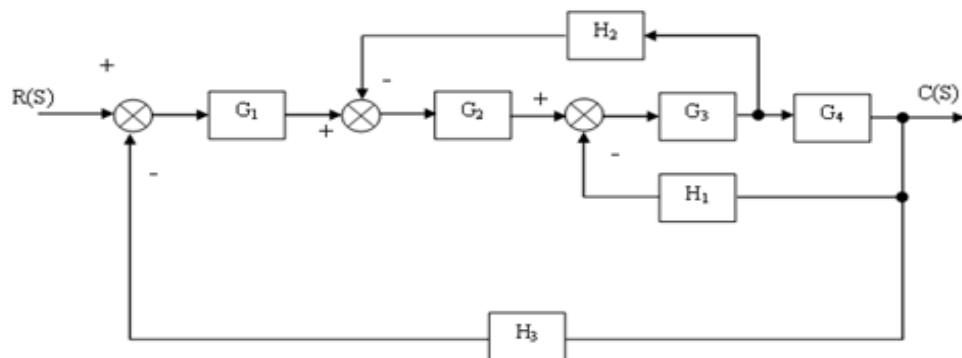 H₂
+
-
R(S)
G₁
+
G₂
+
G₃
G₄
C(S)
-
-
H₁
H₃